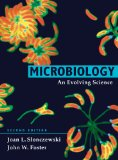 MICROBIOLOGY
An Evolving Science
SECOND EDITION
Joan L. Slonczewski
John W. Foster